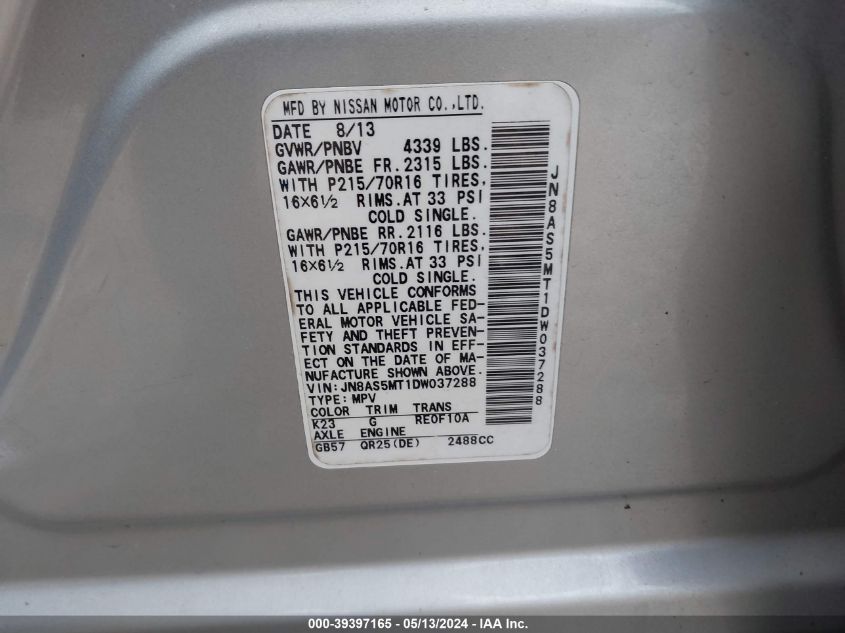 MFD BY NISSAN MOTOR CO.,LTD.
DATE 8/13
GVWR/PNBV 4339 LBS.
GAWR/PNBE FR.2315 LBS.
WITH P215/70R16 TIRES,
16X6½ RIMS.AT 33 PSI
COLD SINGLE.
GAWR/PNBE RR.2116 LBS.
WITH P215/70R16 TIRES,
16X6½ RIMS.AT 33 PSI
COLD SINGLE.
THIS VEHICLE CONFORMS
TO ALL APPLICABLE FED-
ERAL MOTOR VEHICLE SA-
FETY AND THEFT PREVEN-
TION STANDARDS IN EFF-
ECT ON THE DATE OF MA-
NUFACTURE SHOWN ABOVE.
VIN:JN8AS5MT1DW037288
TYPE:MPV
COLOR TRIM TRANS
K23 G RE0F10A
AXLE ENGINE
GB57 QR25(DE) 2488CC
JN8AS5MT1DW037288
000-39397165 - 05/13/2024 - IAA Inc.